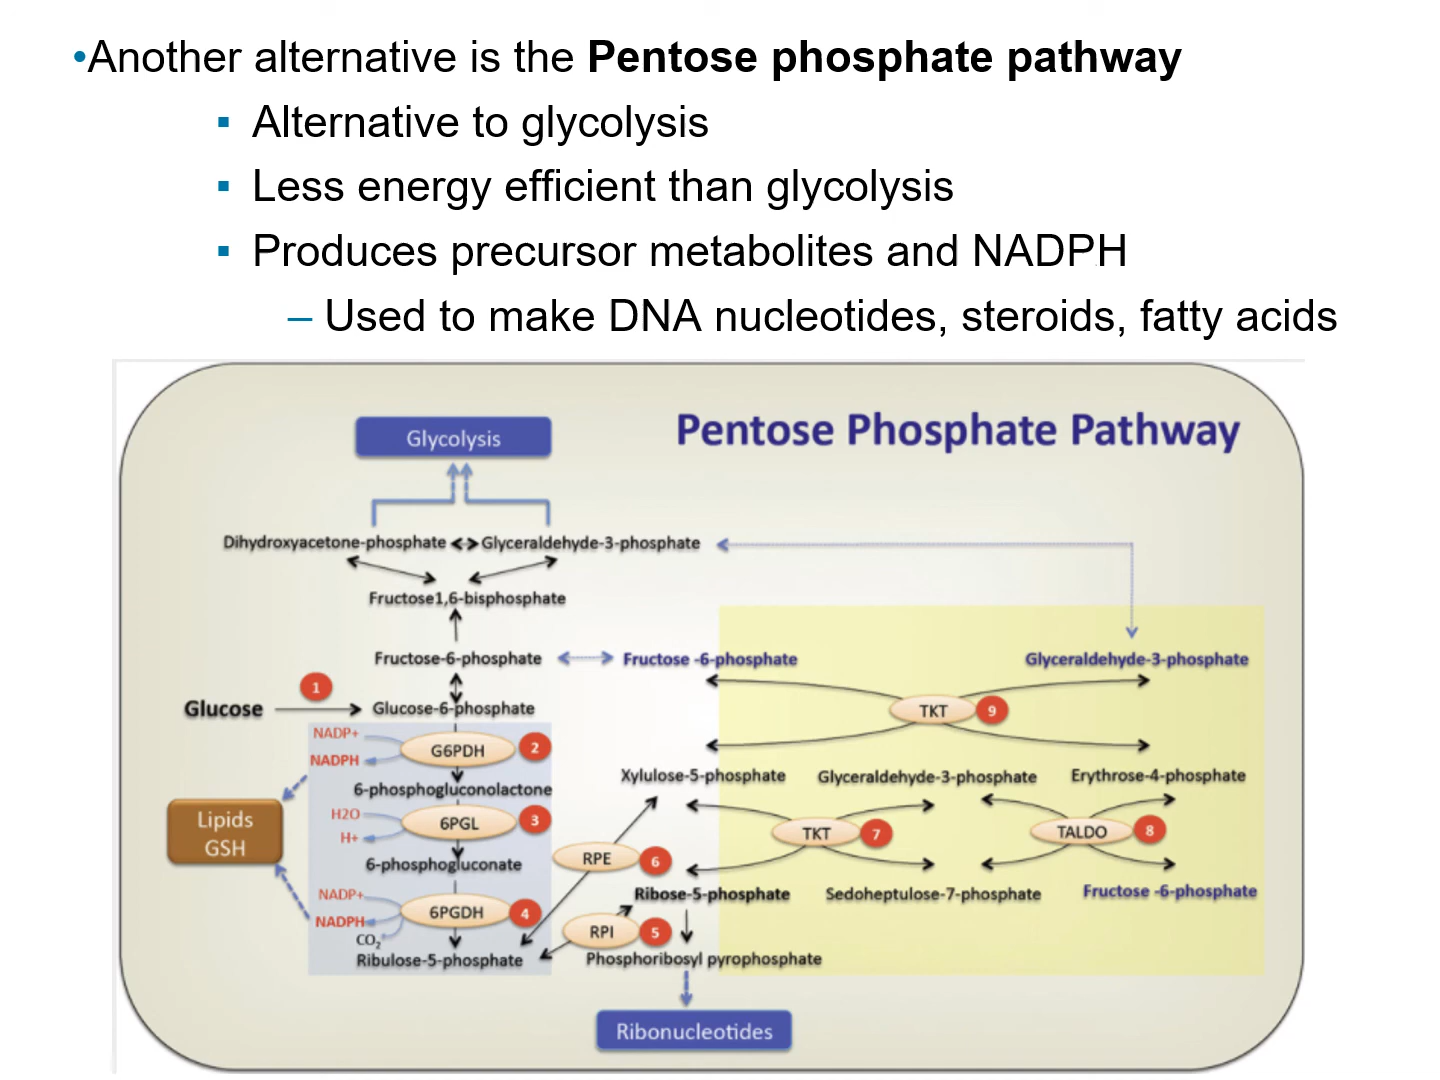 •Another alternative is the Pentose phosphate pathway
▪ Alternative to glycolysis
▪ Less energy efficient than glycolysis
▪ Produces precursor metabolites and NADPH
– Used to make DNA nucleotides, steroids, fatty acids
Pentose Phosphate Pathway
Glycolysis
Dihydroxyacetone-phosphate Glyceraldehyde-3-phosphate
Fructose1,6-bisphosphate
Fructose-6-phosphate Fructose -6-phosphate Glyceraldehyde-3-phosphate
1
Glucose Glucose-6-phosphate
TKT 9
NADP+
G6PDH 2
NADPH
Xylulose-5-phosphate Glyceraldehyde-3-phosphate Erythrose-4-phosphate
6-phosphogluconolactone
H2O
6PGL 3
H+
Lipids
GSH
TKT 7
TALDO 8
6-phosphogluconate
RPE 6
NADP+
Ribose-5-phosphate Sedoheptulose-7-phosphate Fructose -6-phosphate
6PGDH 4
NADPH
CO2
RPI 5
Ribulose-5-phosphate Phosphoribosyl pyrophosphate
Ribonucleotides